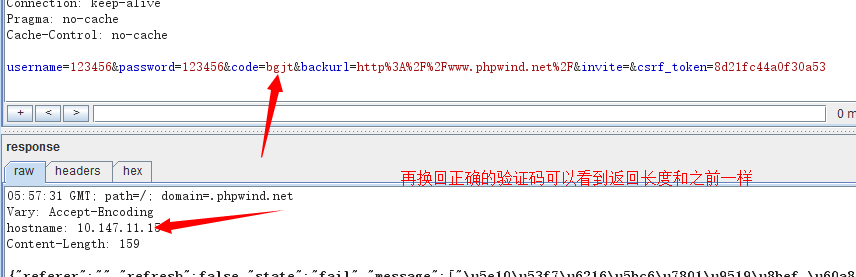 Connection: keep-alive
Pragma: no-cache
Cache-Control: no-cache
username=123456&password=123456&code=bgjt&backurl=http%3A%2F%2Fwww.phpwind.net%2F&invite=&csrf_token=8d21fc44a0f30a53
+ < > 0 m
response
raw headers hex
再换回正确的验证码可以看到返回长度和之前一样
05:57:31 GMT; path=/; domain=.phpwind.net
Vary: Accept-Encoding
hostname: 10.147.11.15
Content-Length: 159
{"referer":"","refresh":false,"state":"fail","message":["\u5e10\u53f7\u6216\u5bc6\u7801\u9519\u8bef,\u60a8